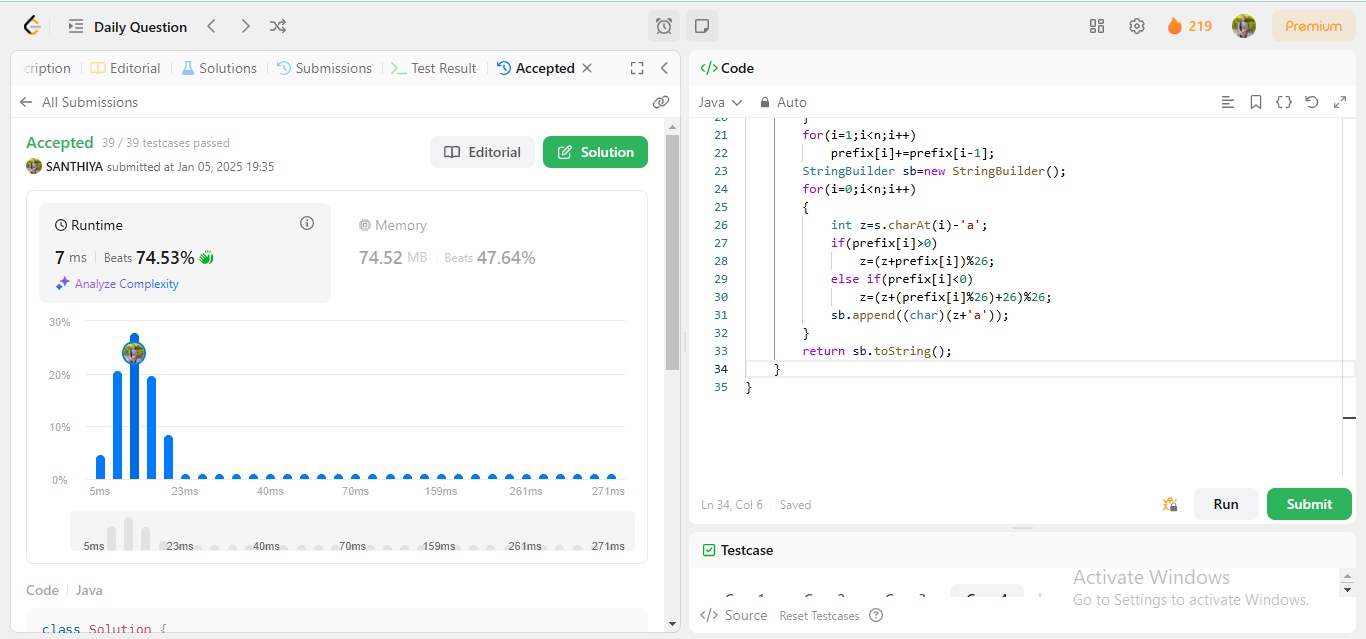 Daily Question
219
Premium
cription
Editorial
Solutions
Submissions
Test Result
Accepted
All Submissions
Accepted 39 / 39 testcases passed
SANTHIYA submitted at Jan 05, 2025 19:35
Editorial
Solution
Runtime
7 ms Beats 74.53%
Analyze Complexity
Memory
74.52 MB Beats 47.64%
30%
20%
10%
0%
5ms 23ms 40ms 70ms 159ms 261ms 271ms
5ms 23ms 40ms 70ms 159ms 261ms 271ms
Code Java
class Solution {
</> Code
Java Auto
20 }
21 for(i=1;i<n;i++)
22 prefix[i]+=prefix[i-1];
23 StringBuilder sb=new StringBuilder();
24 for(i=0;i<n;i++)
25 {
26 int z=s.charAt(i)-'a';
27 if(prefix[i]>0)
28 z=(z+prefix[i])%26;
29 else if(prefix[i]<0)
30 z=(z+(prefix[i]%26)+26)%26;
31 sb.append((char)(z+'a'));
32 }
33 return sb.toString();
34 }
35 }
Ln 34, Col 6 Saved
Run
Submit
Testcase
</> Source Reset Testcases
Activate Windows
Go to Settings to activate Windows.